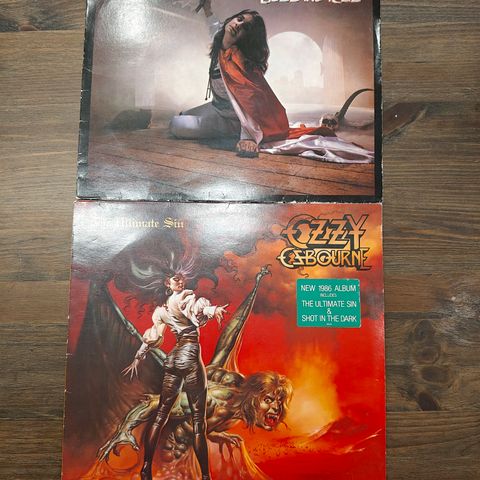 The Ultimate Sin
OZZY
OSBOURNE
NEW 1986 ALBUM
INCLUDES
THE ULTIMATE SIN
&
SHOT IN THE DARK